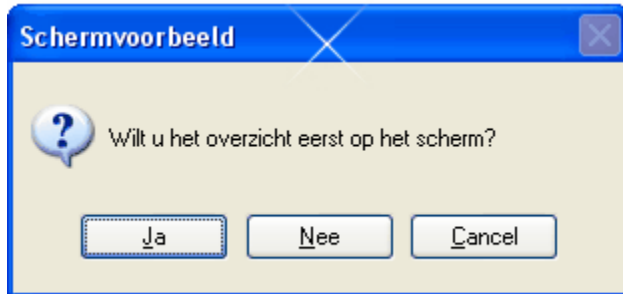 Schermvoorbeeld
Wilt u het overzicht eerst op het scherm?
Ja Nee Cancel